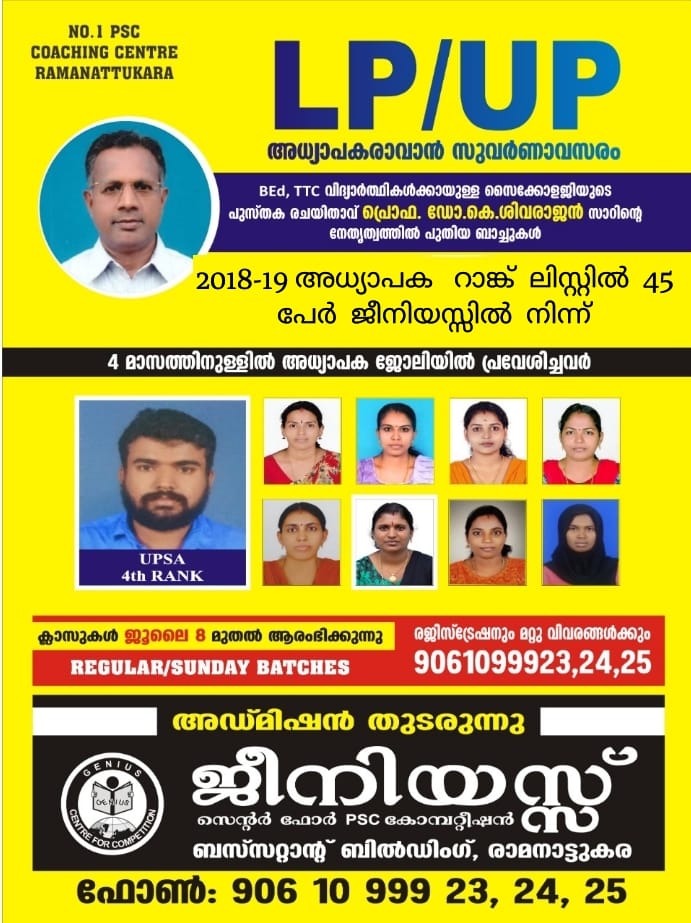 NO.1 PSC
COACHING CENTRE
RAMANATTUKARA
LP/UP
അധ്യാപകരാവാൻ സുവർണാവസരം
BEd, TTC വിദ്യാർത്ഥികൾക്കായുള്ള സൈക്കോളജിയുടെ
പുസ്തക രചയിതാവ് പ്രൊഫ. ഡോ.കെ.ശിവരാജൻ സാറിന്റെ
നേതൃത്വത്തിൽ പുതിയ ബാച്ചുകൾ
2018-19 അധ്യാപക റാങ്ക് ലിസ്റ്റിൽ 45
പേർ ജീനിയസ്സിൽ നിന്ന്
4 മാസത്തിനുള്ളിൽ അധ്യാപക ജോലിയിൽ പ്രവേശിച്ചവർ
UPSA
4th RANK
ക്ലാസുകൾ ജൂലൈ 8 മുതൽ ആരംഭിക്കുന്നു
REGULAR/SUNDAY BATCHES
രജിസ്ട്രേഷനും മറ്റു വിവരങ്ങൾക്കും
9061099923,24,25
അഡ്മിഷൻ തുടരുന്നു
GENIUS
GENIUS
CENTRE FOR COMPETITION
ജീനിയസ്സ്
സെന്റർ ഫോർ PSC കോമ്പറ്റീഷൻ
ബസ്സറ്റാന്റ് ബിൽഡിംഗ്, രാമനാട്ടുകര
ഫോൺ: 906 10 999 23, 24, 25